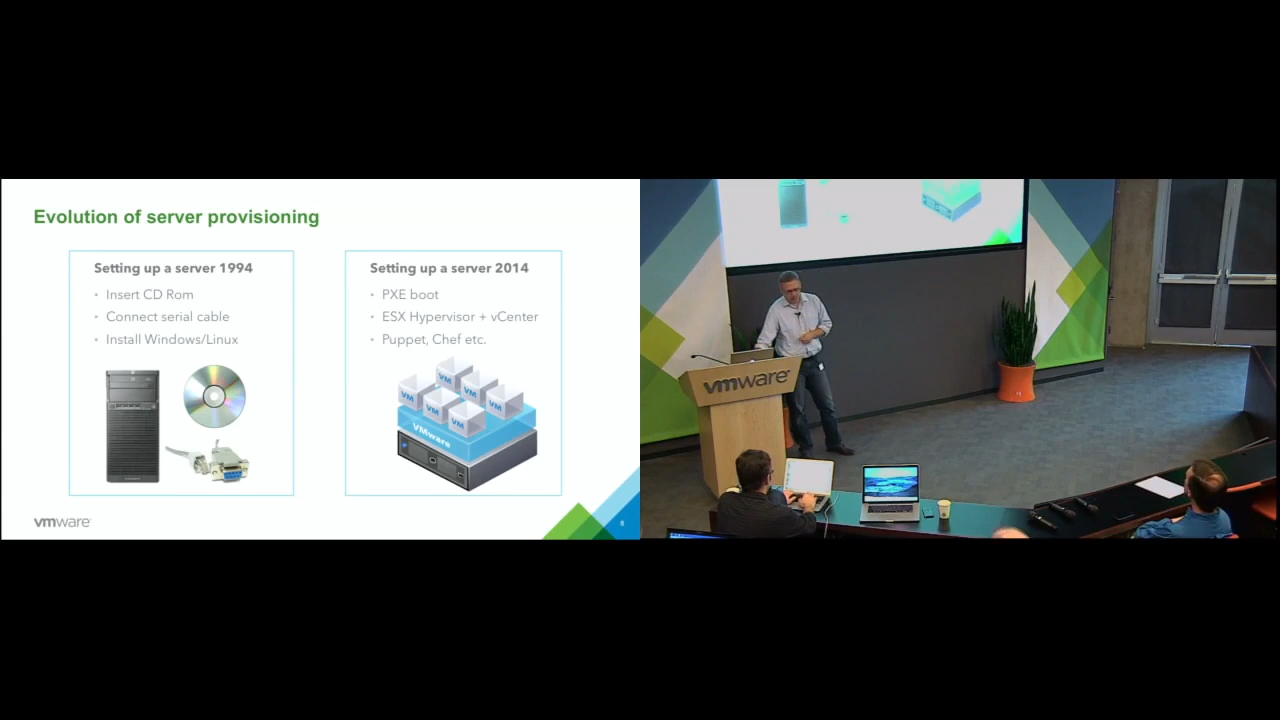 Evolution of server provisioning
Setting up a server 1994
• Insert CD Rom
• Connect serial cable
• Install Windows/Linux
Setting up a server 2014
• PXE boot
• ESX Hypervisor + vCenter
• Puppet, Chef etc.
VM
VM
VM
VM
VM
VM
VMware
vmware
6
vmware